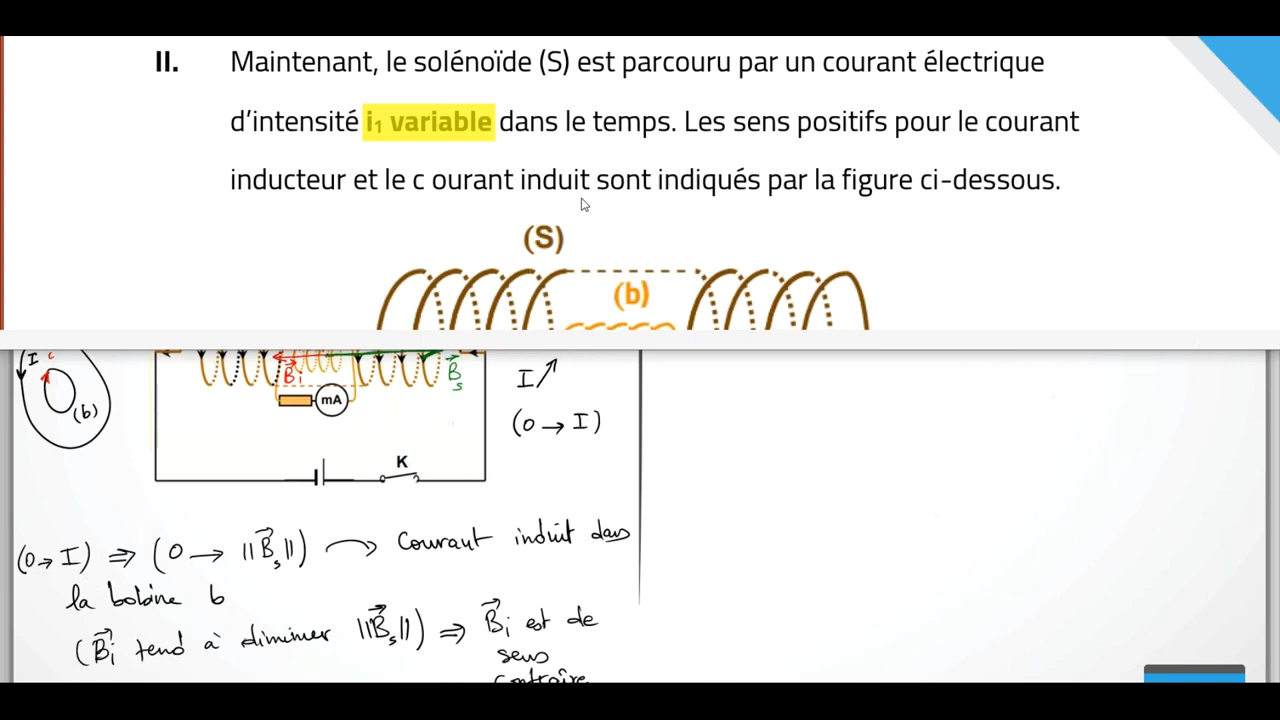 II. Maintenant, le solénoïde (S) est parcouru par un courant électrique
d'intensité i₁ variable dans le temps. Les sens positifs pour le courant
inducteur et le c ourant induit sont indiqués par la figure ci-dessous.
(S)
(b)
I i
(b)
B⃗i
B⃗s
mA
K
I ↗
(0 → I)
(0 → I) ⇒ (0 → ||B⃗s||) → Courant induit dans
la bobine b
(B⃗i tend à diminuer ||B⃗s||) ⇒ B⃗i est de
sens
contraire